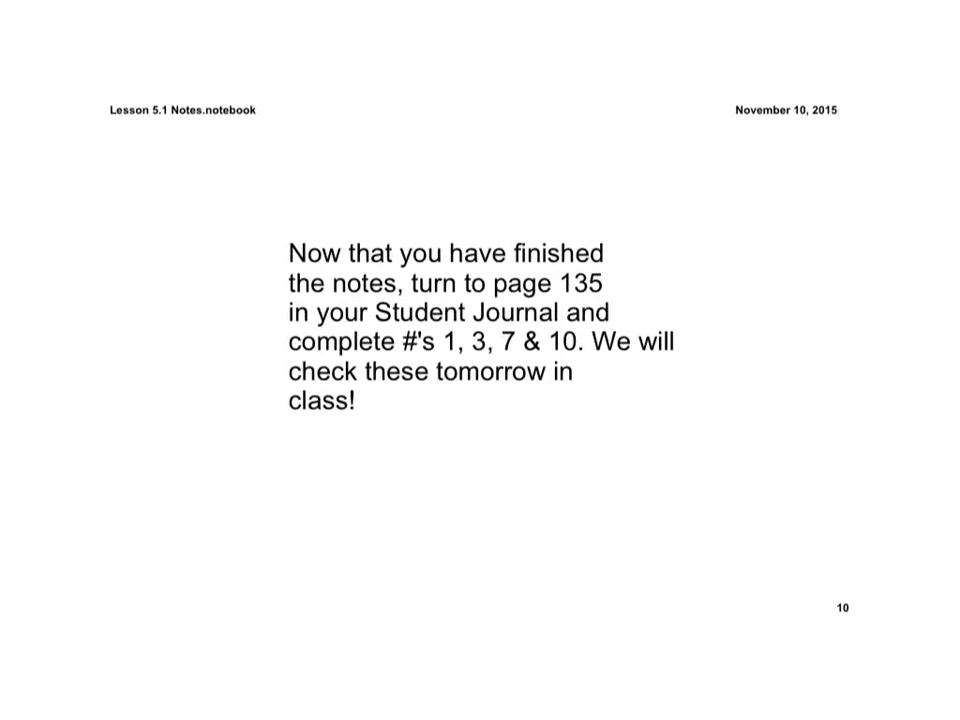 Lesson 5.1 Notes.notebook
November 10, 2015
Now that you have finished
the notes, turn to page 135
in your Student Journal and
complete #'s 1, 3, 7 & 10. We will
check these tomorrow in
class!
10